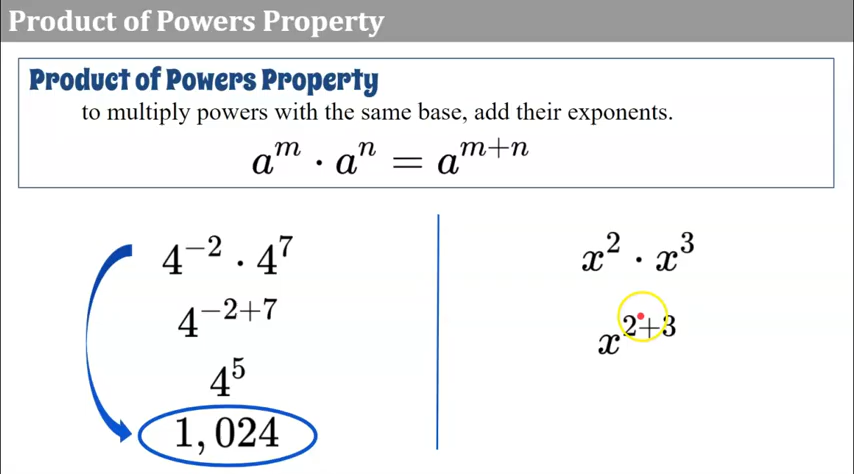 Product of Powers Property
Product of Powers Property
to multiply powers with the same base, add their exponents.
a^m · a^n = a^{m+n}
4^{-2} · 4^7
4^{-2+7}
4^5
1,024
x^2 · x^3
x^{2+3}